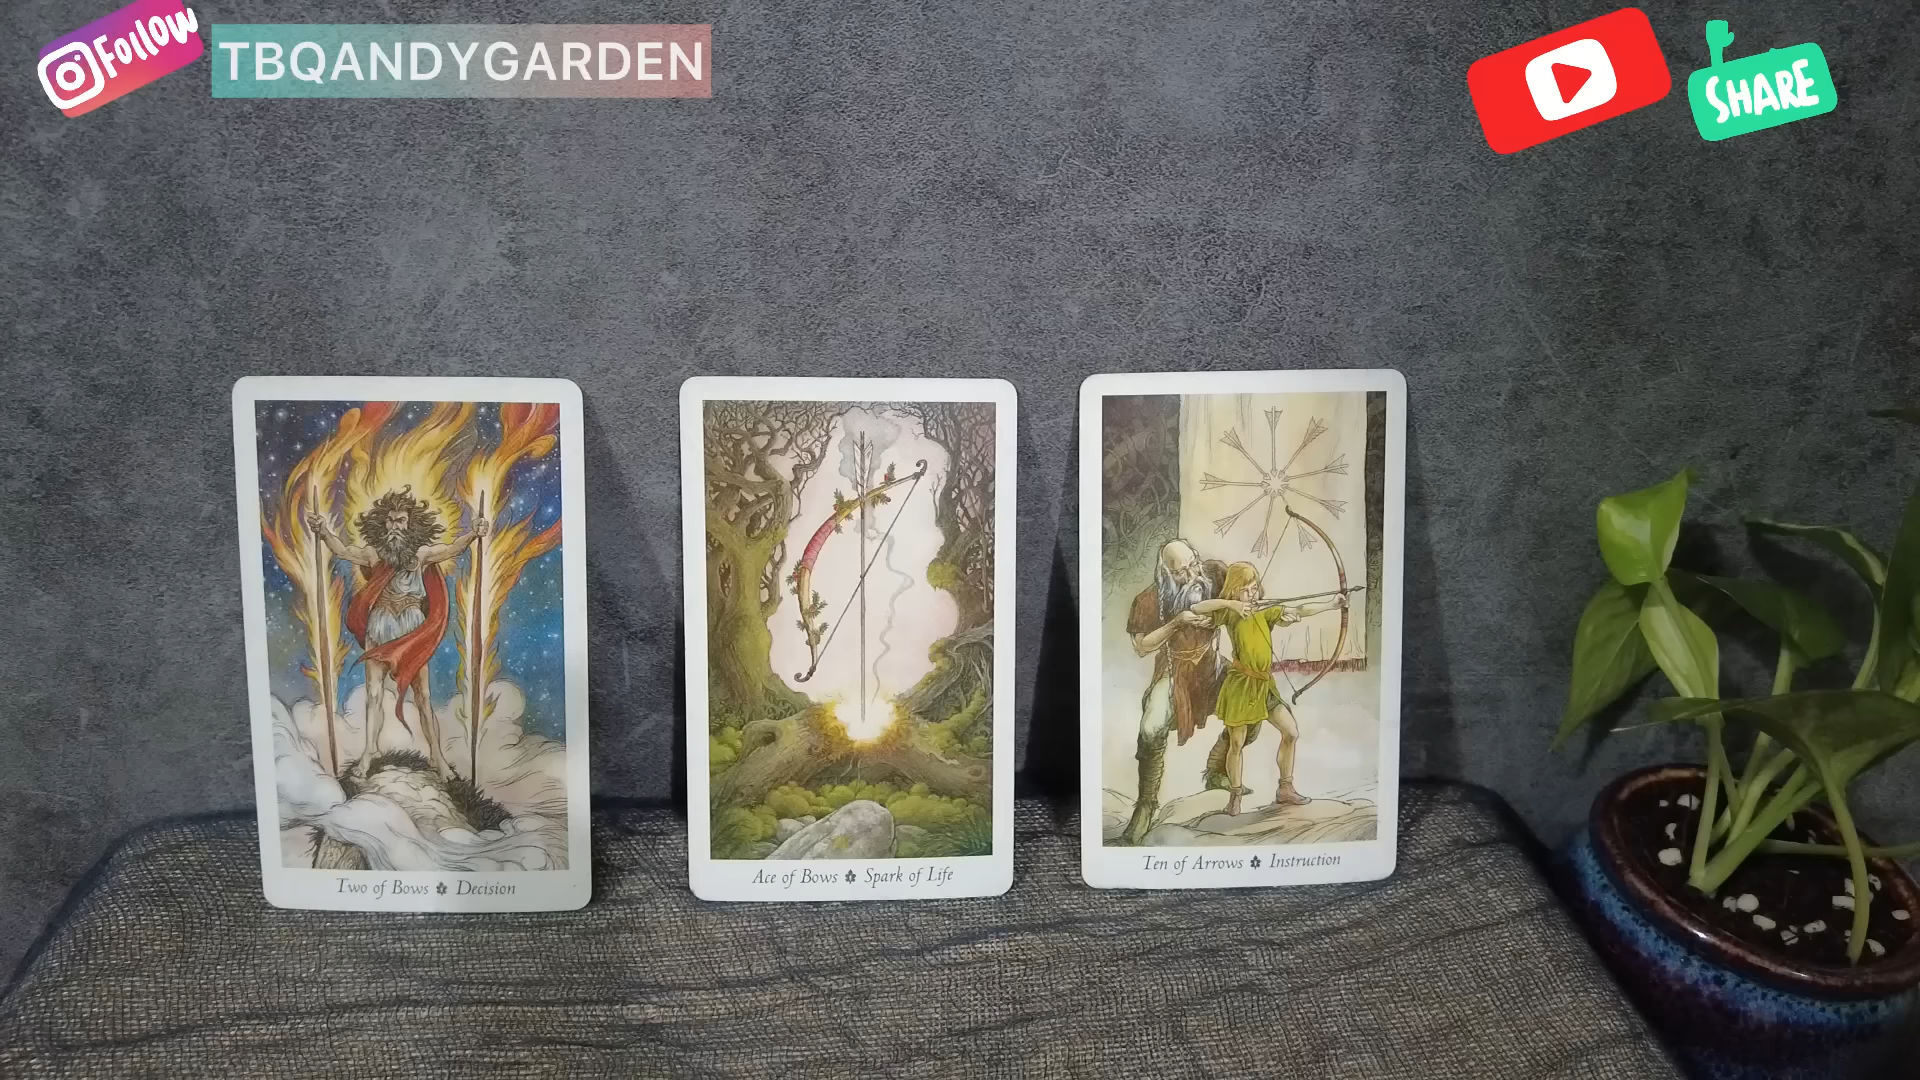 Follow
TBQANDYGARDEN
SHARE
Two of Bows Decision
Ace of Bows Spark of Life
Ten of Arrows Instruction